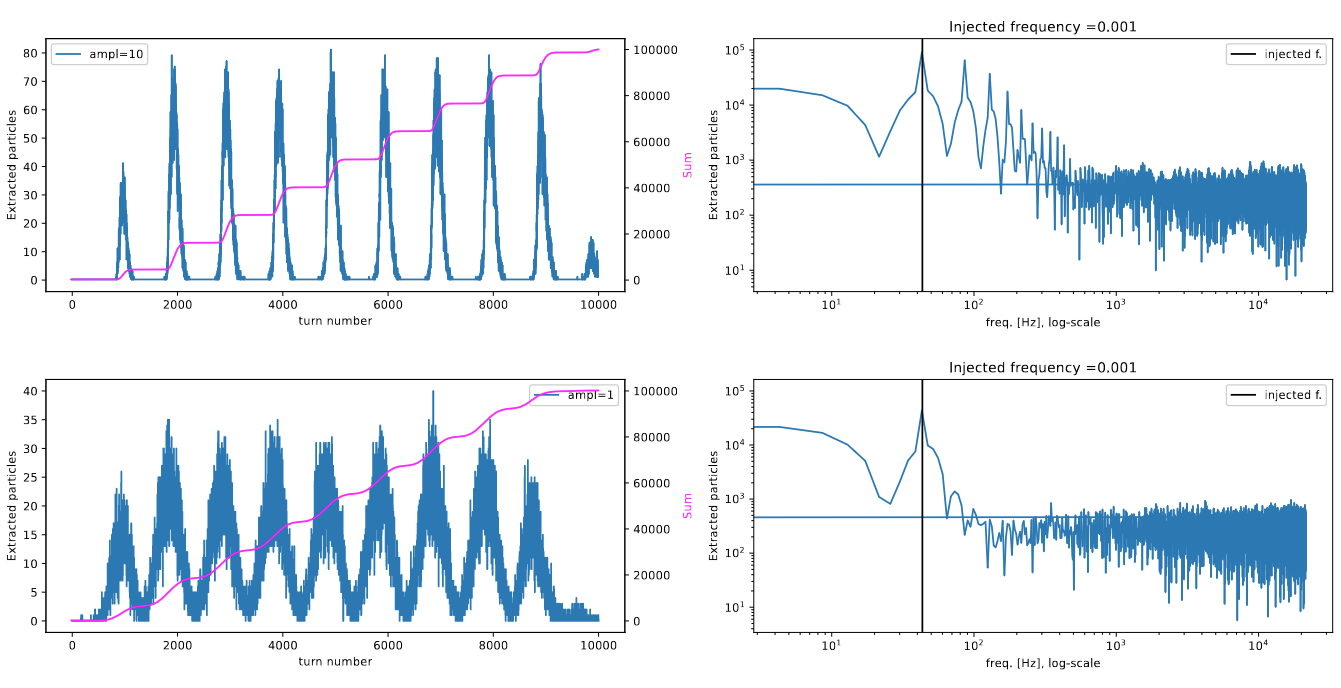 ampl=10
Extracted particles
80
70
60
50
40
30
20
10
0
0 2000 4000 6000 8000 10000
turn number
100000
80000
60000
40000
20000
0
Sum
Injected frequency =0.001
injected f.
Extracted particles
10⁵
10⁴
10³
10²
10¹
10¹ 10² 10³ 10⁴
freq. [Hz], log-scale
ampl=1
Extracted particles
40
35
30
25
20
15
10
5
0
0 2000 4000 6000 8000 10000
turn number
100000
80000
60000
40000
20000
0
Sum
Injected frequency =0.001
injected f.
Extracted particles
10⁵
10⁴
10³
10²
10¹
10¹ 10² 10³ 10⁴
freq. [Hz], log-scale